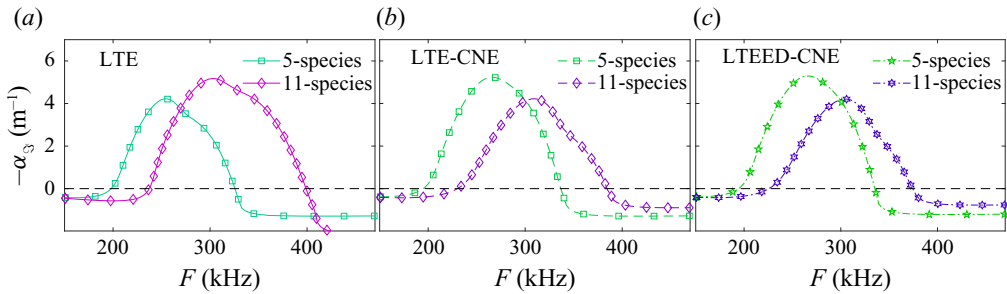 (a) (b) (c)
LTE LTE-CNE LTEED-CNE
5-species 5-species 5-species
11-species 11-species 11-species
6
4
2
0
−α𝔍 (m⁻¹)
200 300 400 200 300 400 200 300 400
F (kHz) F (kHz) F (kHz)